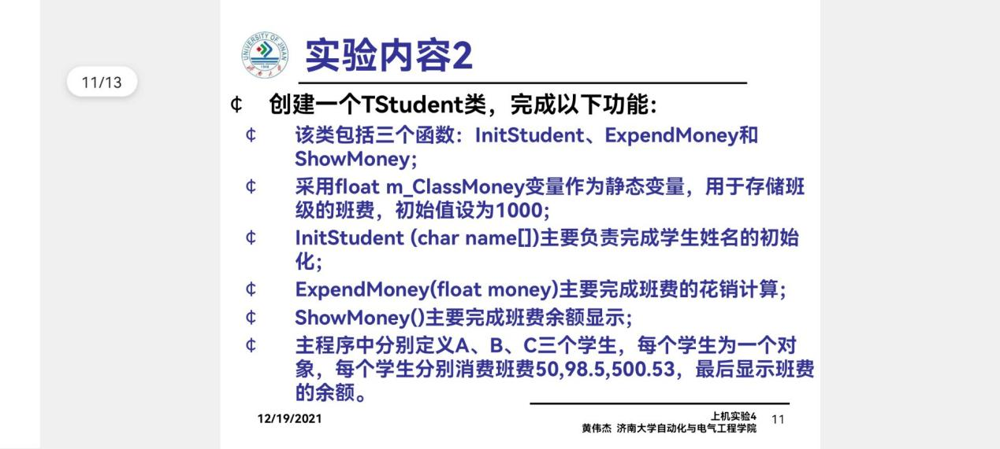 11/13
UNIVERSITY OF JINAN
1948
实验内容2
¢ 创建一个TStudent类，完成以下功能：
¢ 该类包括三个函数：InitStudent、ExpendMoney和
ShowMoney;
¢ 采用float m_ClassMoney变量作为静态变量，用于存储班
级的班费，初始值设为1000;
¢ InitStudent (char name[])主要负责完成学生姓名的初始
化;
¢ ExpendMoney(float money)主要完成班费的花销计算;
¢ ShowMoney()主要完成班费余额显示;
¢ 主程序中分别定义A、B、C三个学生，每个学生为一个对
象，每个学生分别消费班费50,98.5,500.53，最后显示班费
的余额。
12/19/2021
上机实验4
黄伟杰 济南大学自动化与电气工程学院
11